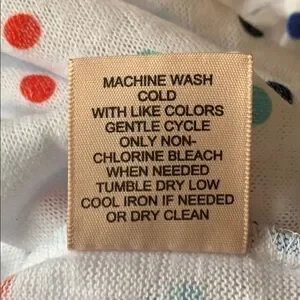 MACHINE WASH
COLD
WITH LIKE COLORS
GENTLE CYCLE
ONLY NON-
CHLORINE BLEACH
WHEN NEEDED
TUMBLE DRY LOW
COOL IRON IF NEEDED
OR DRY CLEAN